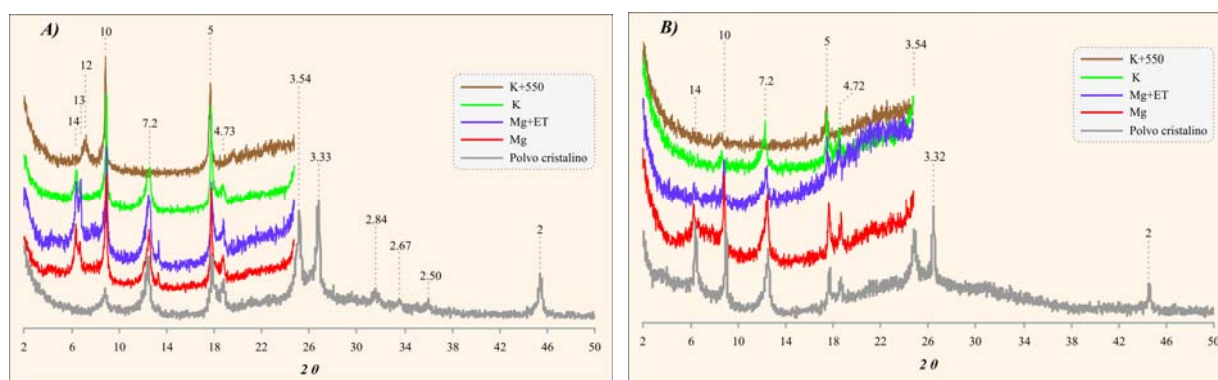 A)
10
5
12
13
14
7.2
4.73
3.54
3.33
2.84
2.67
2.50
2
K+550
K
Mg+ET
Mg
Polvo cristalino
2 6 10 14 18 22 26 30 34 38 42 46 50
2 θ
B)
14
10
7.2
5
4.72
3.54
3.32
2
K+550
K
Mg+ET
Mg
Polvo cristalino
2 6 10 14 18 22 26 30 34 38 42 46 50
2 θ